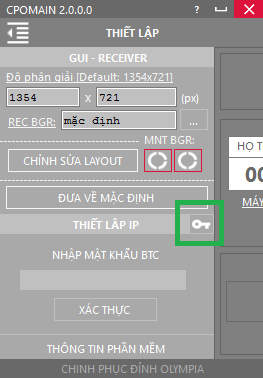 CPOMAIN 2.0.0.0
?
THIẾT LẬP
GUI - RECEIVER
Độ phân giải [Default: 1354x721]
1354 X 721 (px)
REC BGR: mặc định ...
MNT BGR:
CHỈNH SỬA LAYOUT
ĐƯA VỀ MẶC ĐỊNH
THIẾT LẬP IP
NHẬP MẬT KHẨU BTC
XÁC THỰC
THÔNG TIN PHẦN MỀM
CHINH PHỤC ĐỈNH OLYMPIA
HỌ T
00
MÁY